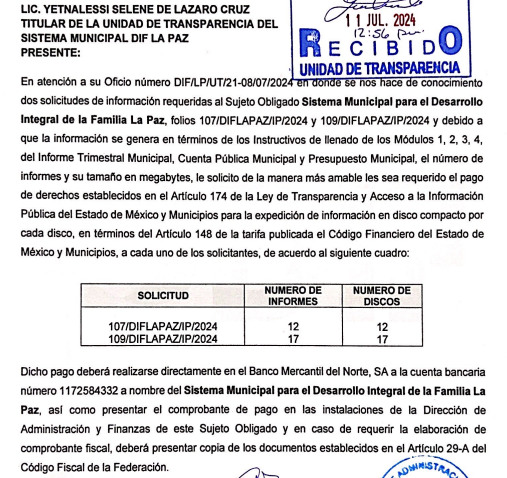 LIC. YETNALESSI SELENE DE LAZARO CRUZ
TITULAR DE LA UNIDAD DE TRANSPARENCIA DEL
SISTEMA MUNICIPAL DIF LA PAZ
PRESENTE:
11 JUL. 2024
12:56 pm
RECIBIDO
UNIDAD DE TRANSPARENCIA
En atención a su Oficio número DIF/LP/UT/21-08/07/2024 en donde se nos hace de conocimiento
dos solicitudes de información requeridas al Sujeto Obligado Sistema Municipal para el Desarrollo
Integral de la Familia La Paz, folios 107/DIFLAPAZ/IP/2024 y 109/DIFLAPAZ/IP/2024 y debido a
que la información se genera en términos de los Instructivos de llenado de los Módulos 1, 2, 3, 4,
del Informe Trimestral Municipal, Cuenta Pública Municipal y Presupuesto Municipal, el número de
informes y su tamaño en megabytes, le solicito de la manera más amable les sea requerido el pago
de derechos establecidos en el Artículo 174 de la Ley de Transparencia y Acceso a la Información
Pública del Estado de México y Municipios para la expedición de información en disco compacto por
cada disco, en términos del Artículo 148 de la tarifa publicada el Código Financiero del Estado de
México y Municipios, a cada uno de los solicitantes, de acuerdo al siguiente cuadro:
SOLICITUD NUMERO DE INFORMES NUMERO DE DISCOS
107/DIFLAPAZ/IP/2024 12 12
109/DIFLAPAZ/IP/2024 17 17
Dicho pago deberá realizarse directamente en el Banco Mercantil del Norte, SA a la cuenta bancaria
número 1172584332 a nombre del Sistema Municipal para el Desarrollo Integral de la Familia La
Paz, así como presentar el comprobante de pago en las instalaciones de la Dirección de
Administración y Finanzas de este Sujeto Obligado y en caso de requerir la elaboración de
comprobante fiscal, deberá presentar copia de los documentos establecidos en el Artículo 29-A del
Código Fiscal de la Federación.